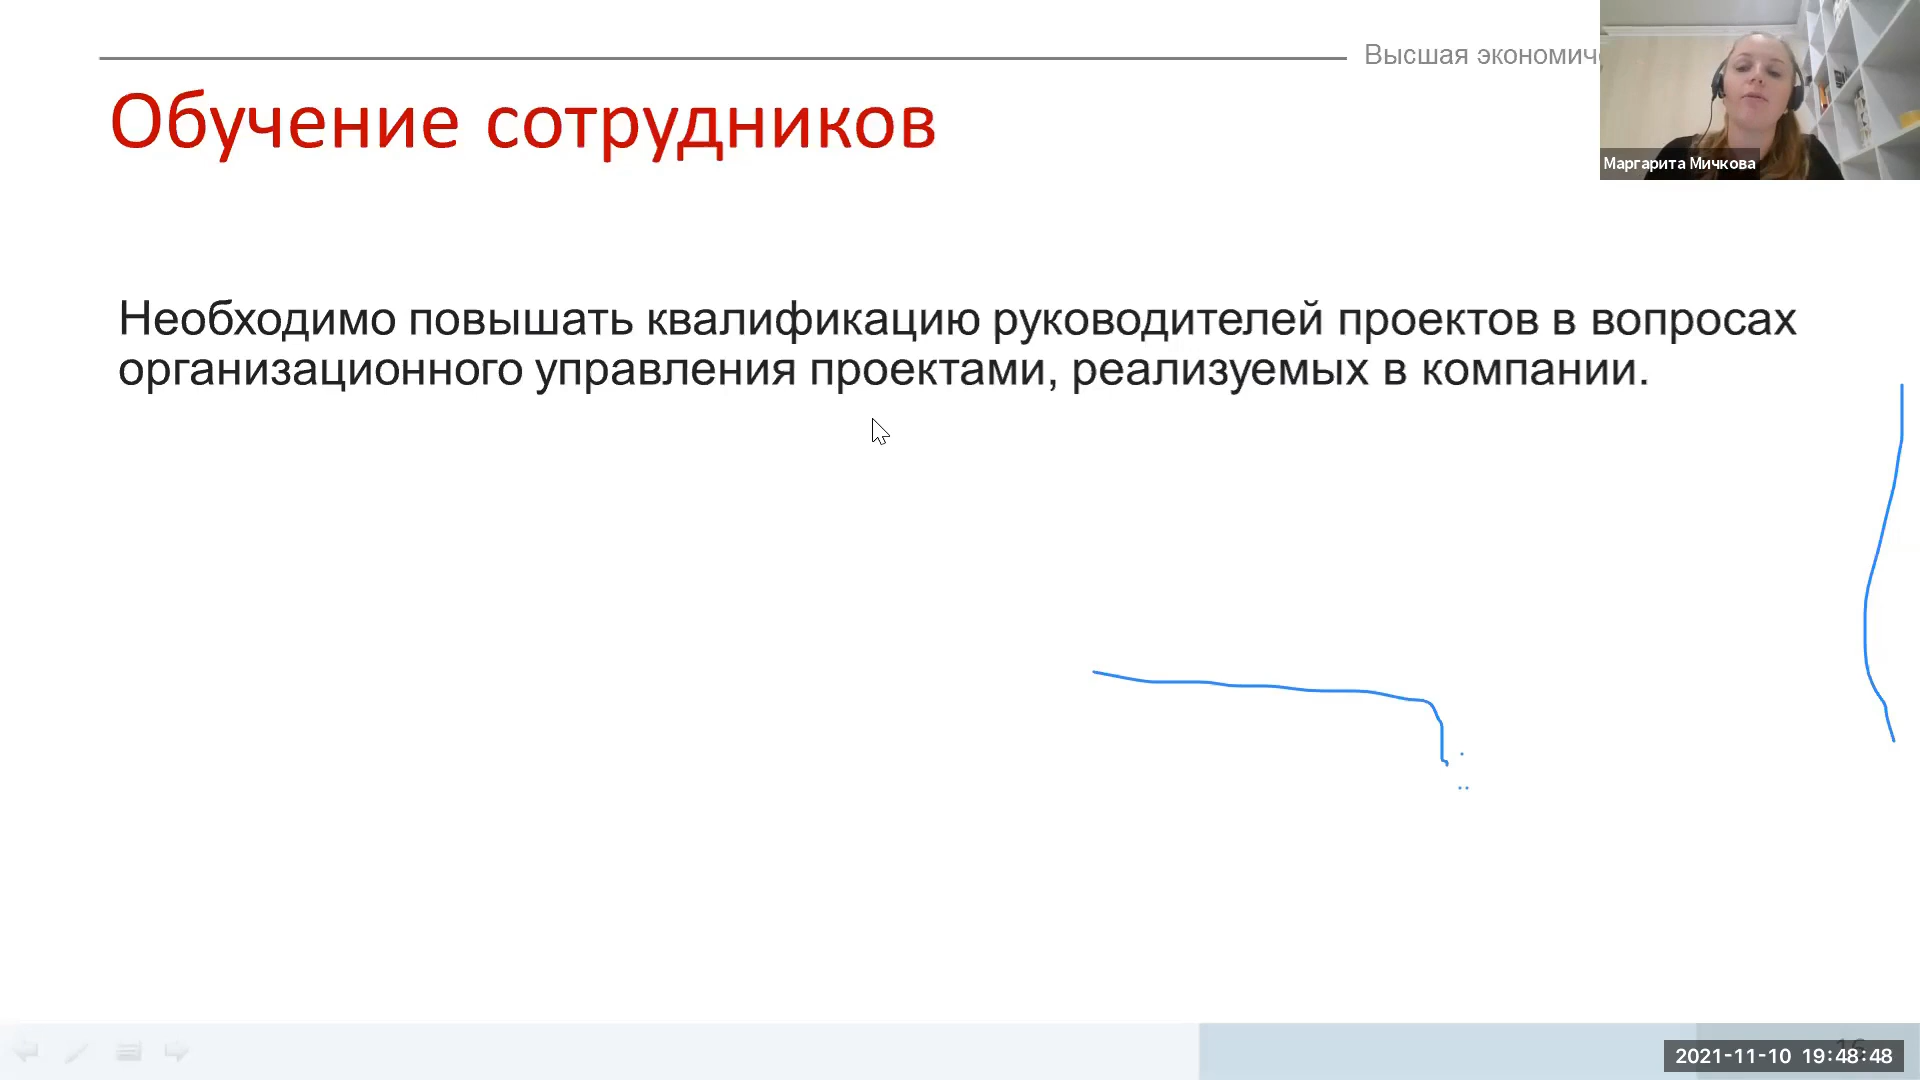 Высшая экономич
Обучение сотрудников
Маргарита Мичкова
Необходимо повышать квалификацию руководителей проектов в вопросах
организационного управления проектами, реализуемых в компании.
2021-11-10 19:48:48